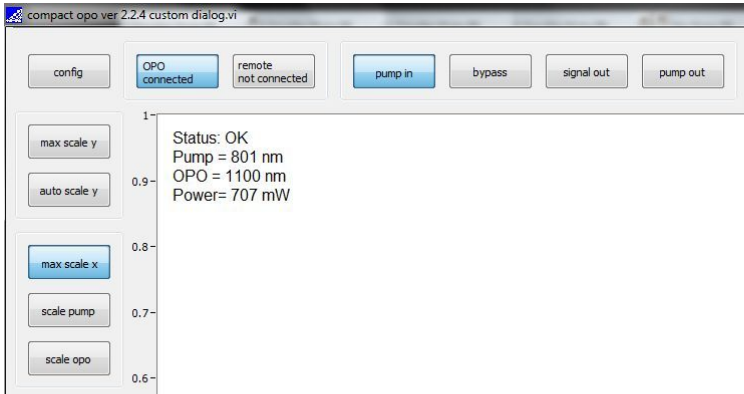 compact opo ver 2.2.4 custom dialog.vi
config
OPO
connected
remote
not connected
pump in
bypass
signal out
pump out
max scale y
auto scale y
max scale x
scale pump
scale opo
1
0.9
0.8
0.7
0.6
Status: OK
Pump = 801 nm
OPO = 1100 nm
Power= 707 mW